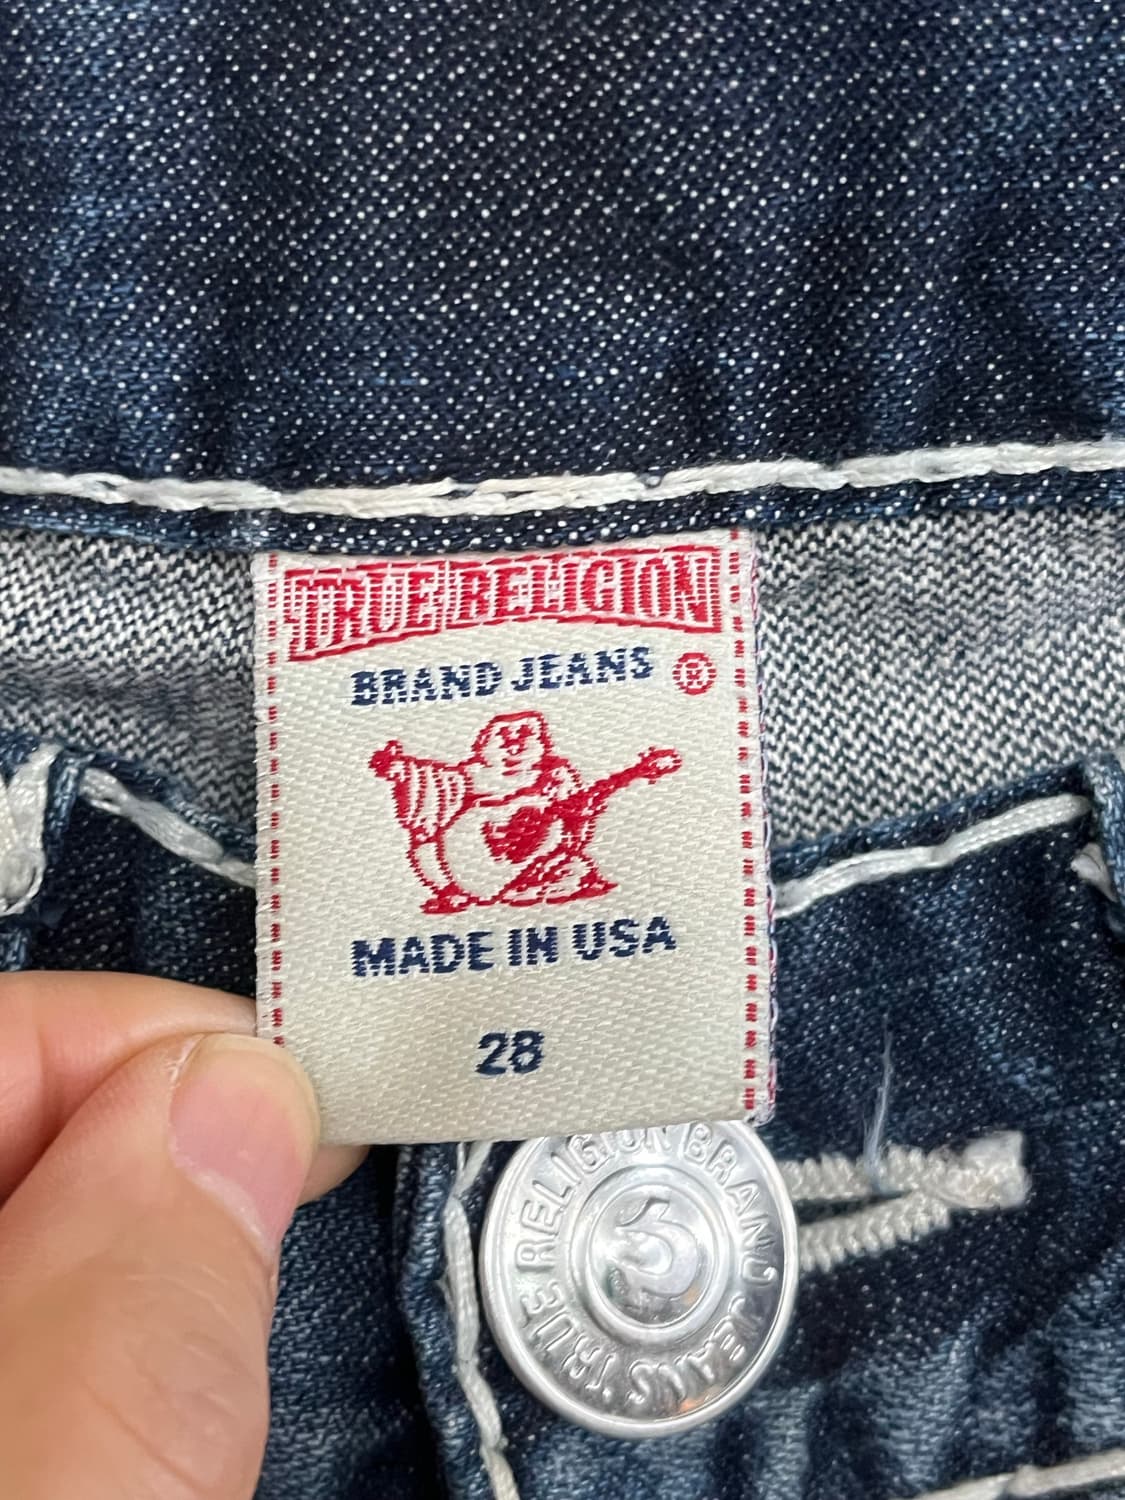 TRUE RELIGION
BRAND JEANS ®
MADE IN USA
28
TRUE RELIGION BRAND JEANS